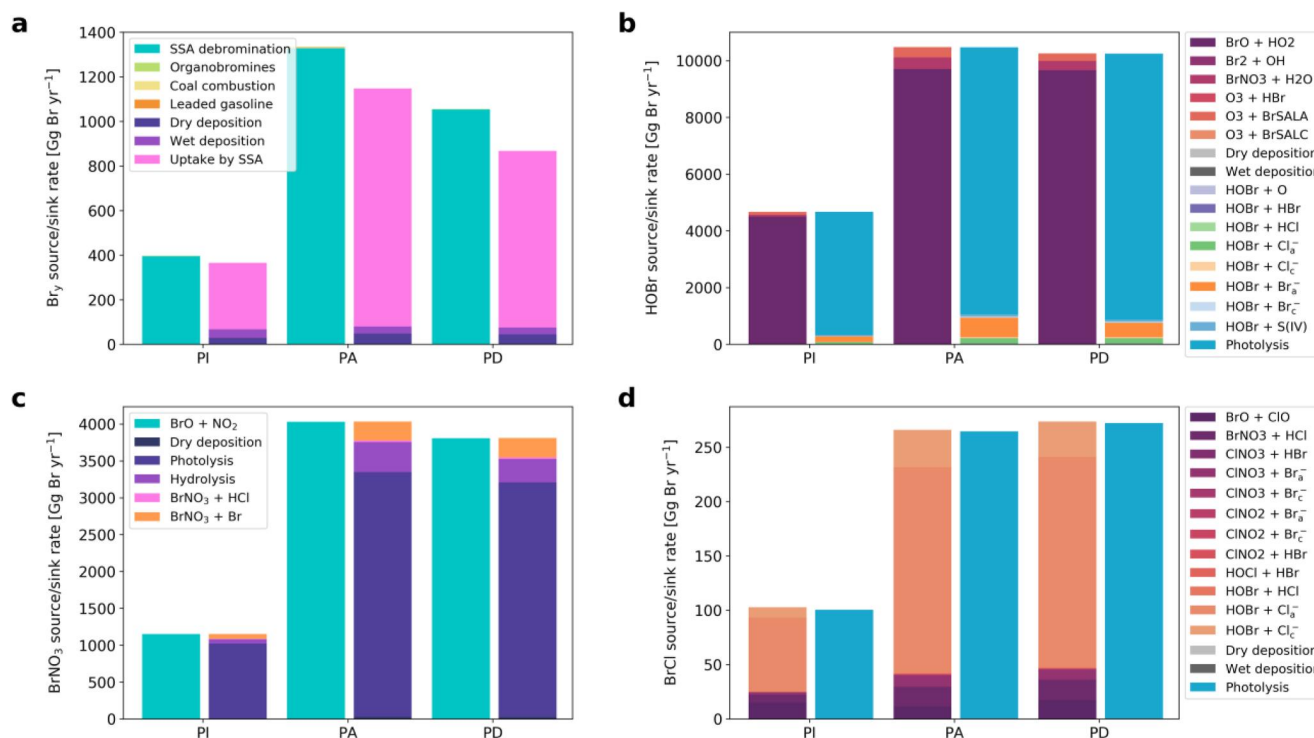 a
Br_y source/sink rate [Gg Br yr⁻¹]
1400
1200
1000
800
600
400
200
0
SSA debromination
Organobromines
Coal combustion
Leaded gasoline
Dry deposition
Wet deposition
Uptake by SSA
PI PA PD
b
HOBr source/sink rate [Gg Br yr⁻¹]
10000
8000
6000
4000
2000
0
PI PA PD
BrO + HO2
Br2 + OH
BrNO3 + H2O
O3 + HBr
O3 + BrSALA
O3 + BrSALC
Dry deposition
Wet deposition
HOBr + O
HOBr + HBr
HOBr + HCl
HOBr + Cl⁻ₐ
HOBr + Cl_c⁻
HOBr + Br⁻ₐ
HOBr + Br_c⁻
HOBr + S(IV)
Photolysis
c
BrNO₃ source/sink rate [Gg Br yr⁻¹]
4000
3500
3000
2500
2000
1500
1000
500
0
BrO + NO₂
Dry deposition
Photolysis
Hydrolysis
BrNO₃ + HCl
BrNO₃ + Br
PI PA PD
d
BrCl source/sink rate [Gg Br yr⁻¹]
250
200
150
100
50
0
PI PA PD
BrO + ClO
BrNO3 + HCl
ClNO3 + HBr
ClNO3 + Br⁻ₐ
ClNO3 + Br_c⁻
ClNO2 + Br⁻ₐ
ClNO2 + Br_c⁻
ClNO2 + HBr
HOCl + HBr
HOBr + HCl
HOBr + Cl⁻ₐ
HOBr + Cl_c⁻
Dry deposition
Wet deposition
Photolysis